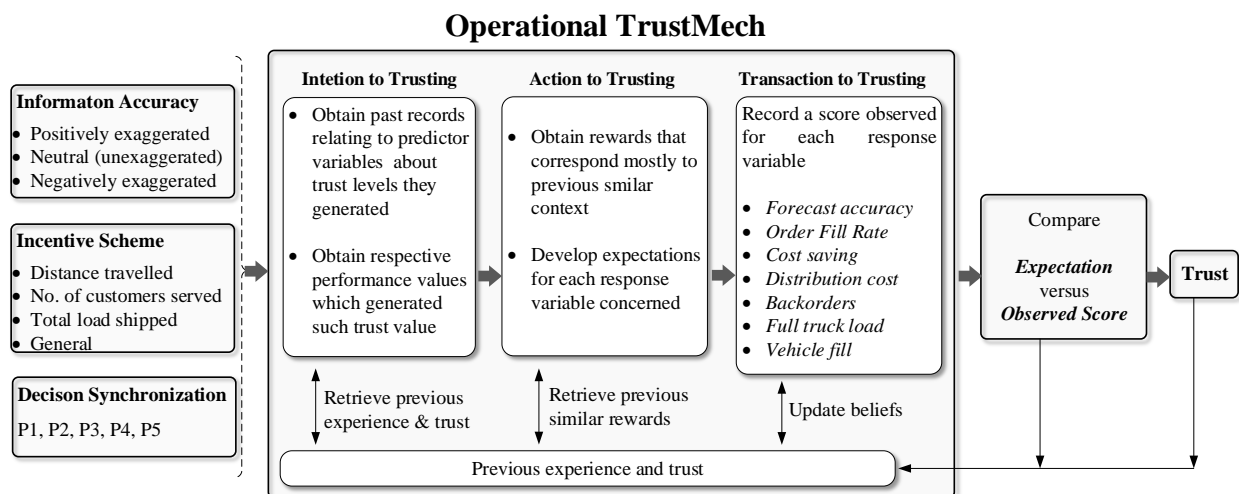 Operational TrustMech
Informaton Accuracy
• Positively exaggerated
• Neutral (unexaggerated)
• Negatively exaggerated
Incentive Scheme
• Distance travelled
• No. of customers served
• Total load shipped
• General
Decison Synchronization
P1, P2, P3, P4, P5
Intetion to Trusting
• Obtain past records
relating to predictor
variables about
trust levels they
generated
• Obtain respective
performance values
which generated
such trust value
Retrieve previous
experience & trust
Action to Trusting
• Obtain rewards that
correspond mostly to
previous smilar
context
• Develop expectations
for each response
variable concerned
Retrieve previous
similar rewards
Transaction to Trusting
Record a score observed
for each response
variable
• Forecast accuracy
• Order Fill Rate
• Cost saving
• Distribution cost
• Backorders
• Full truck load
• Vehicle fill
Update beliefs
Previous experience and trust
Compare
Expectation
versus
Observed Score
Trust